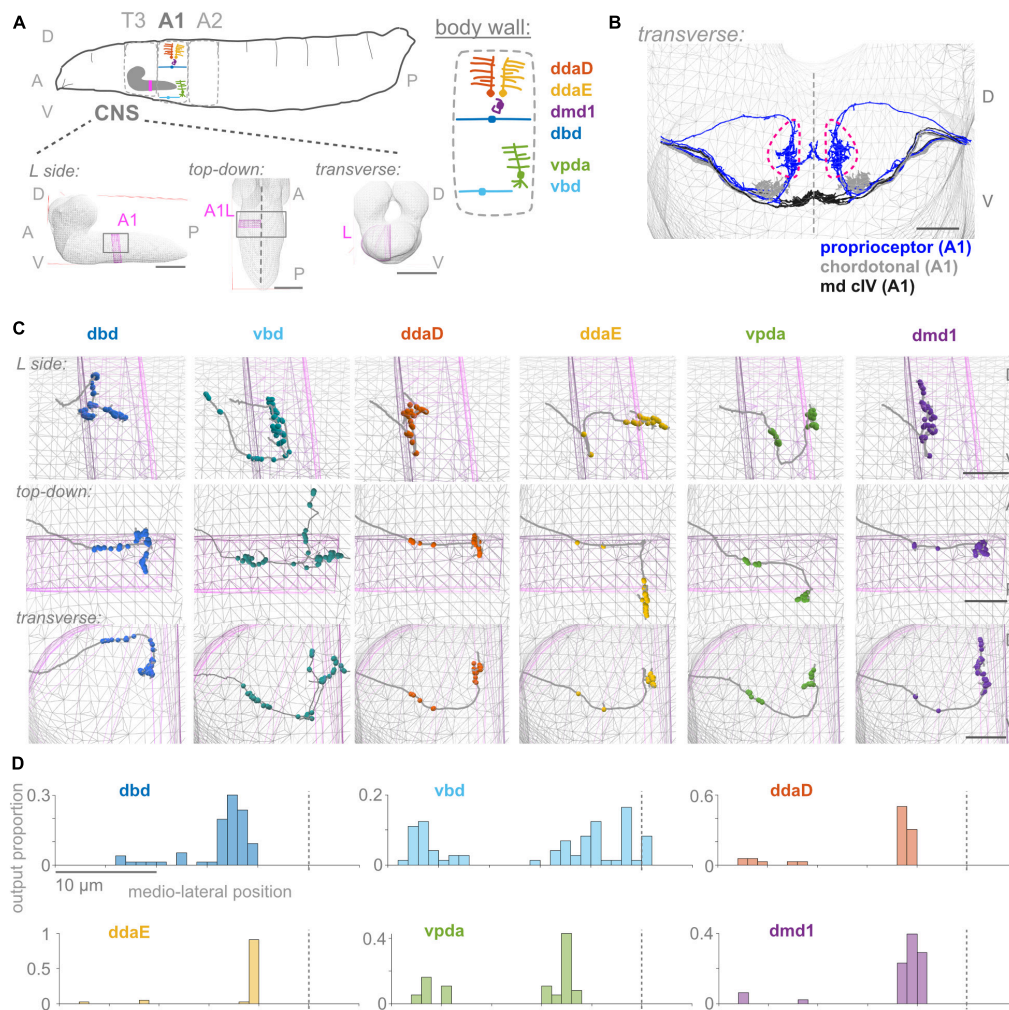 A
T3 A1 A2
D
A
P
V
CNS
body wall:
ddaD
ddaE
dmd1
dbd
vpda
vbd
L side:
top-down:
transverse:
D
A1
A
P
V
A
A1L
P
D
L
V
B
transverse:
D
V
proprioceptor (A1)
chordotonal (A1)
md cIV (A1)
C
dbd vbd ddaD ddaE vpda dmd1
L side:
top-down:
transverse:
D
output proportion
dbd
0.3
0
10 µm
medio-lateral position
vbd
0.2
0
ddaD
0.6
0
ddaE
1
0
vpda
0.4
0
dmd1
0.4
0